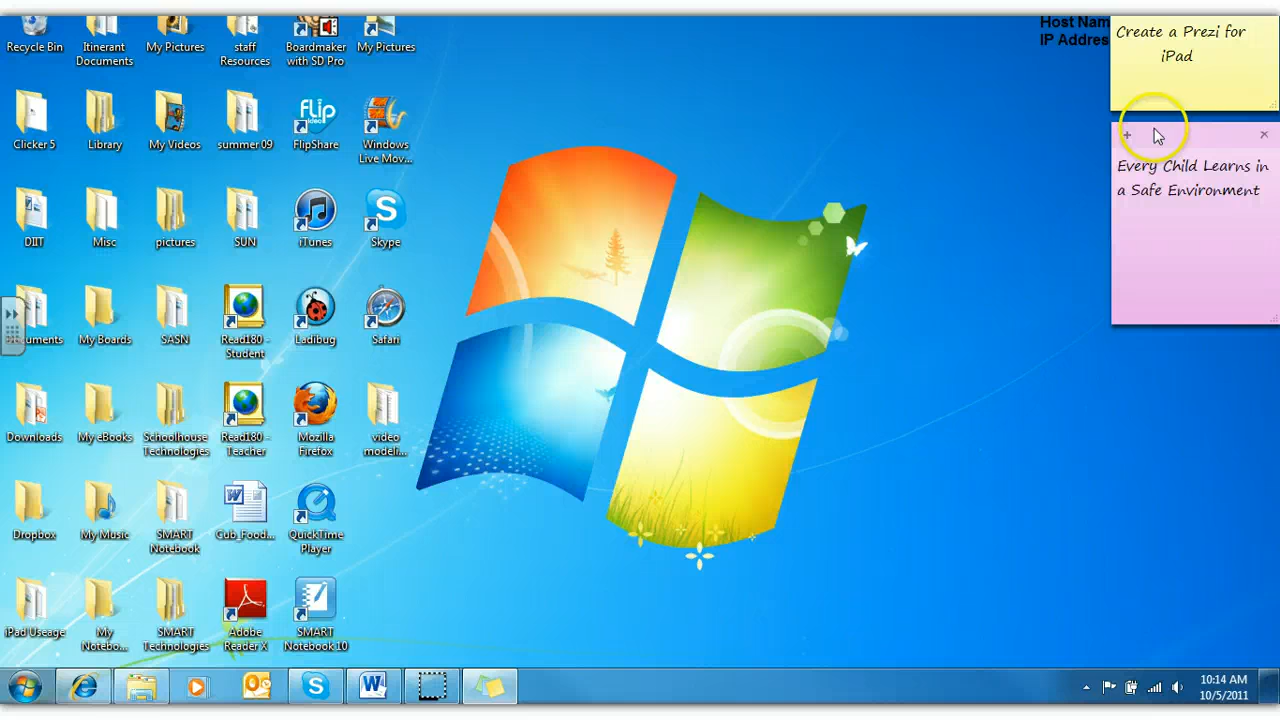 Host Nam
IP Addres
Create a Prezi for
iPad
Every Child Learns in
a Safe Environment
Recycle Bin
Itinerant
Documents
My Pictures
staff
Resources
Boardmaker
with SD Pro
My Pictures
Clicker 5
Library
My Videos
summer 09
FlipShare
Windows
Live Mov...
DIIT
Misc
pictures
SUN
iTunes
Skype
cuments
My Boards
SASN
Read180 -
Student
Ladibug
Safari
Downloads
My eBooks
Schoolhouse
Technologies
Read180 -
Teacher
Mozilla
Firefox
video
modeli...
Dropbox
My Music
SMART
Notebook
Cub_Food...
QuickTime
Player
iPad Useage
My
Notebo...
SMART
Technologies
Adobe
Reader X
SMART
Notebook 10
flip
video
10:14 AM
10/5/2011